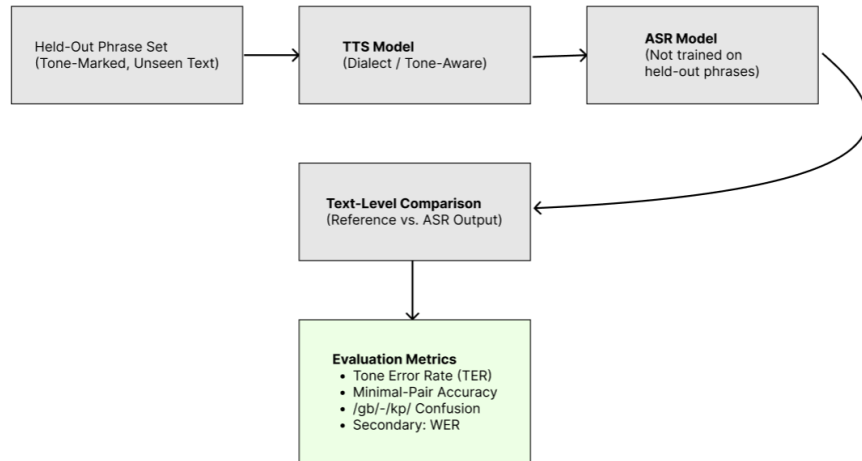 Held-Out Phrase Set
(Tone-Marked, Unseen Text)
TTS Model
(Dialect / Tone-Aware)
ASR Model
(Not trained on
held-out phrases)
Text-Level Comparison
(Reference vs. ASR Output)
Evaluation Metrics
• Tone Error Rate (TER)
• Minimal-Pair Accuracy
• /gb/-/kp/ Confusion
• Secondary: WER